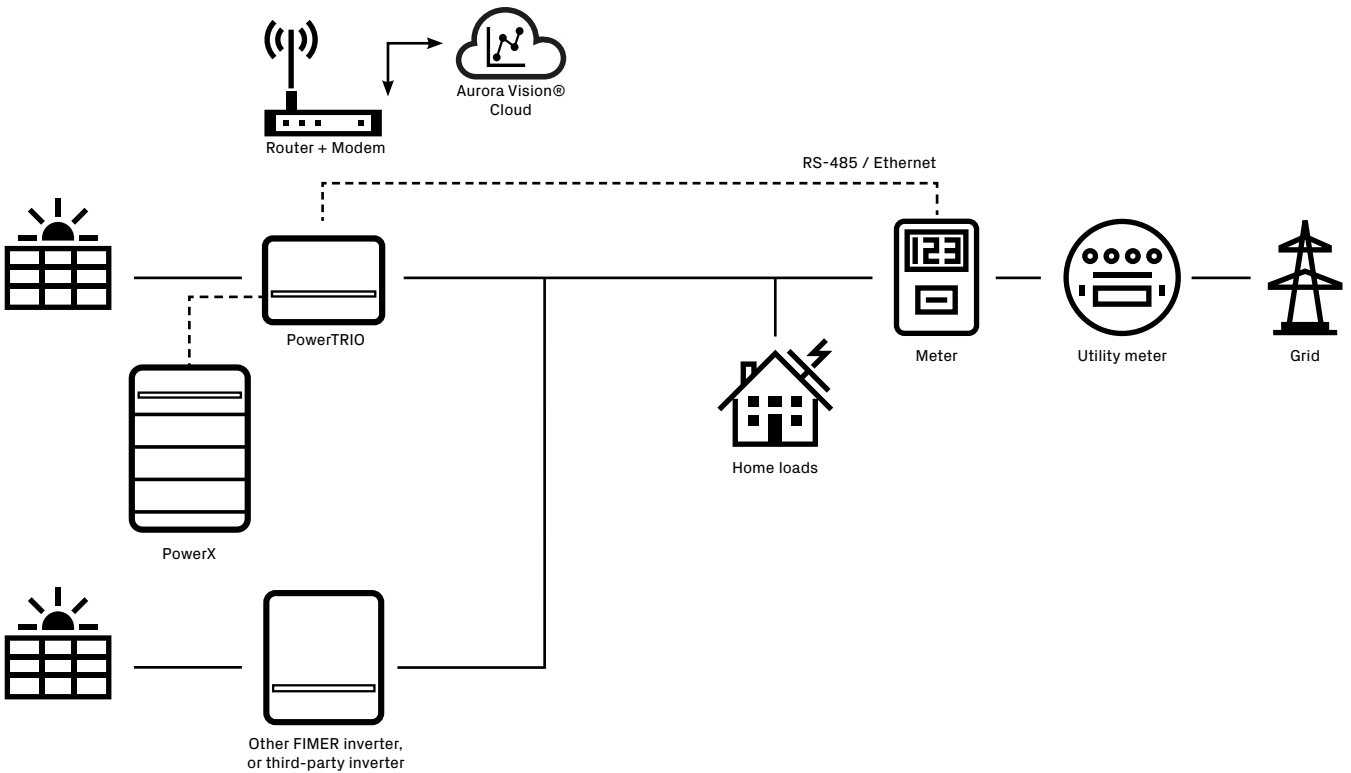 Aurora Vision®
Cloud
Router + Modem
RS-485 / Ethernet
123
PowerTRIO
Meter
Utility meter
Grid
Home loads
PowerX
Other FIMER inverter,
or third-party inverter